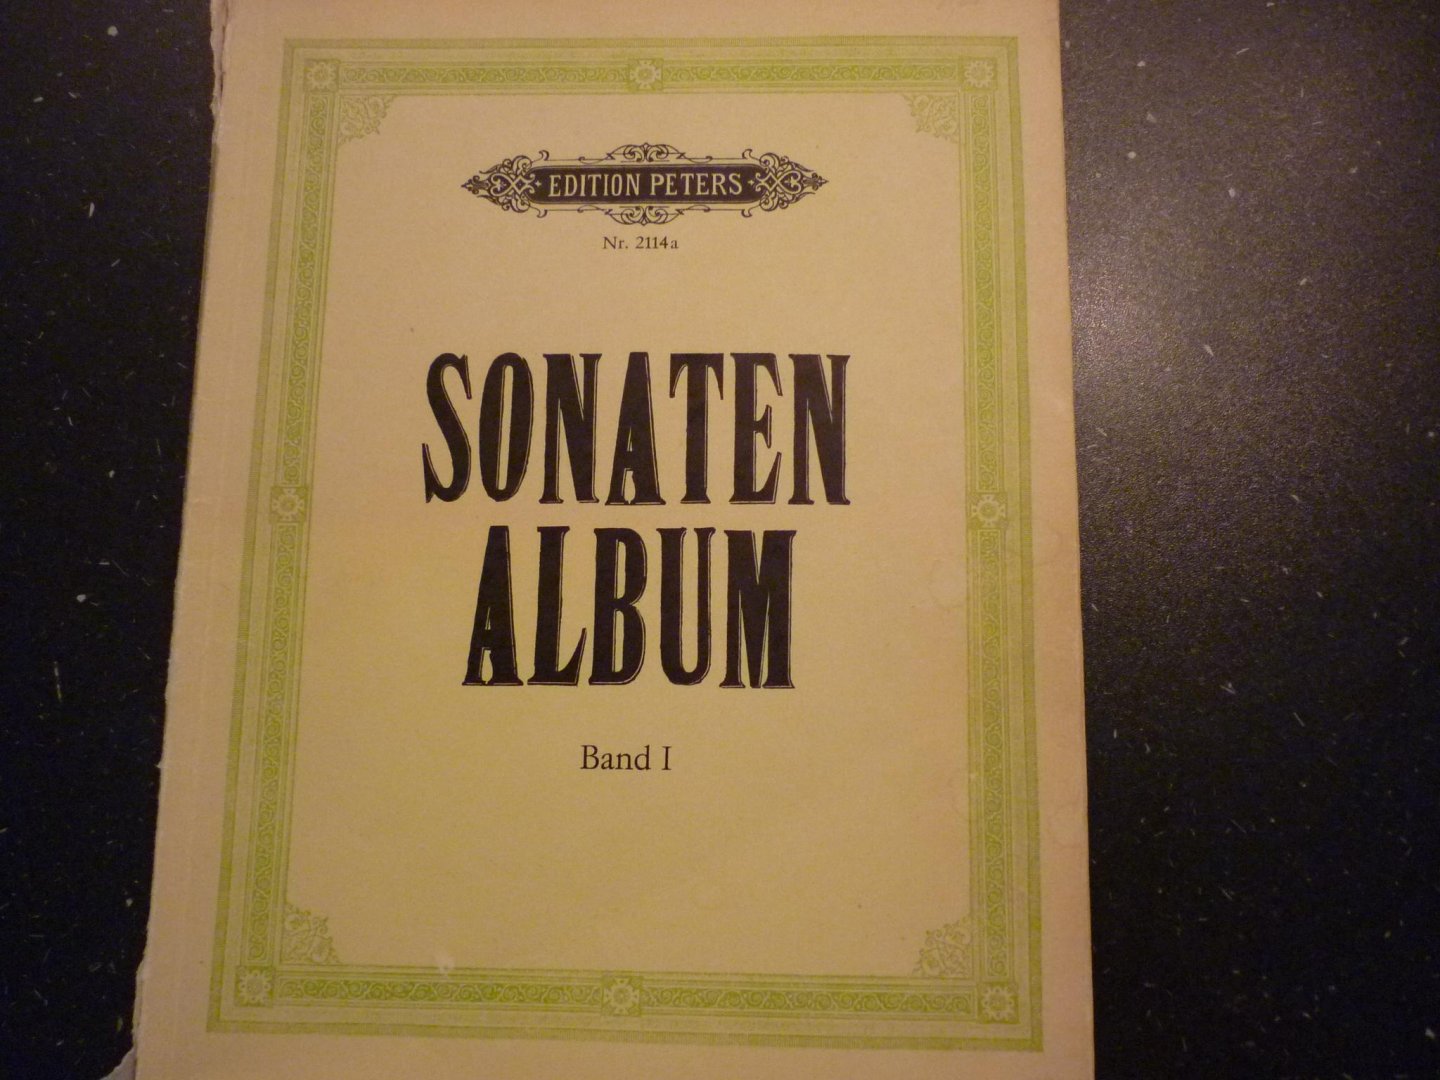 EDITION PETERS
Nr. 2114a
SONATEN
ALBUM
Band I